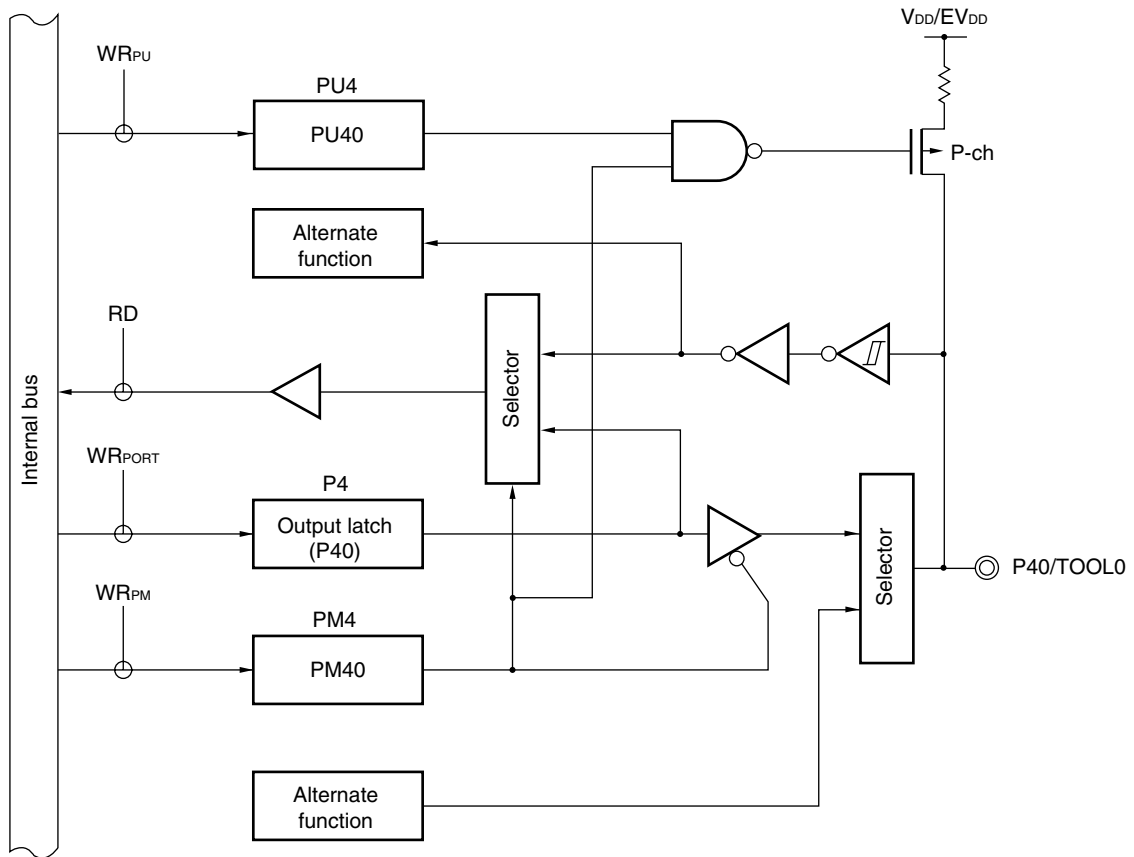 VDD/EVDD
WRPU
PU4
PU40
P-ch
Alternate
function
RD
Selector
Internal bus
WRPORT
P4
Output latch
(P40)
Selector
P40/TOOL0
WRPM
PM4
PM40
Alternate
function